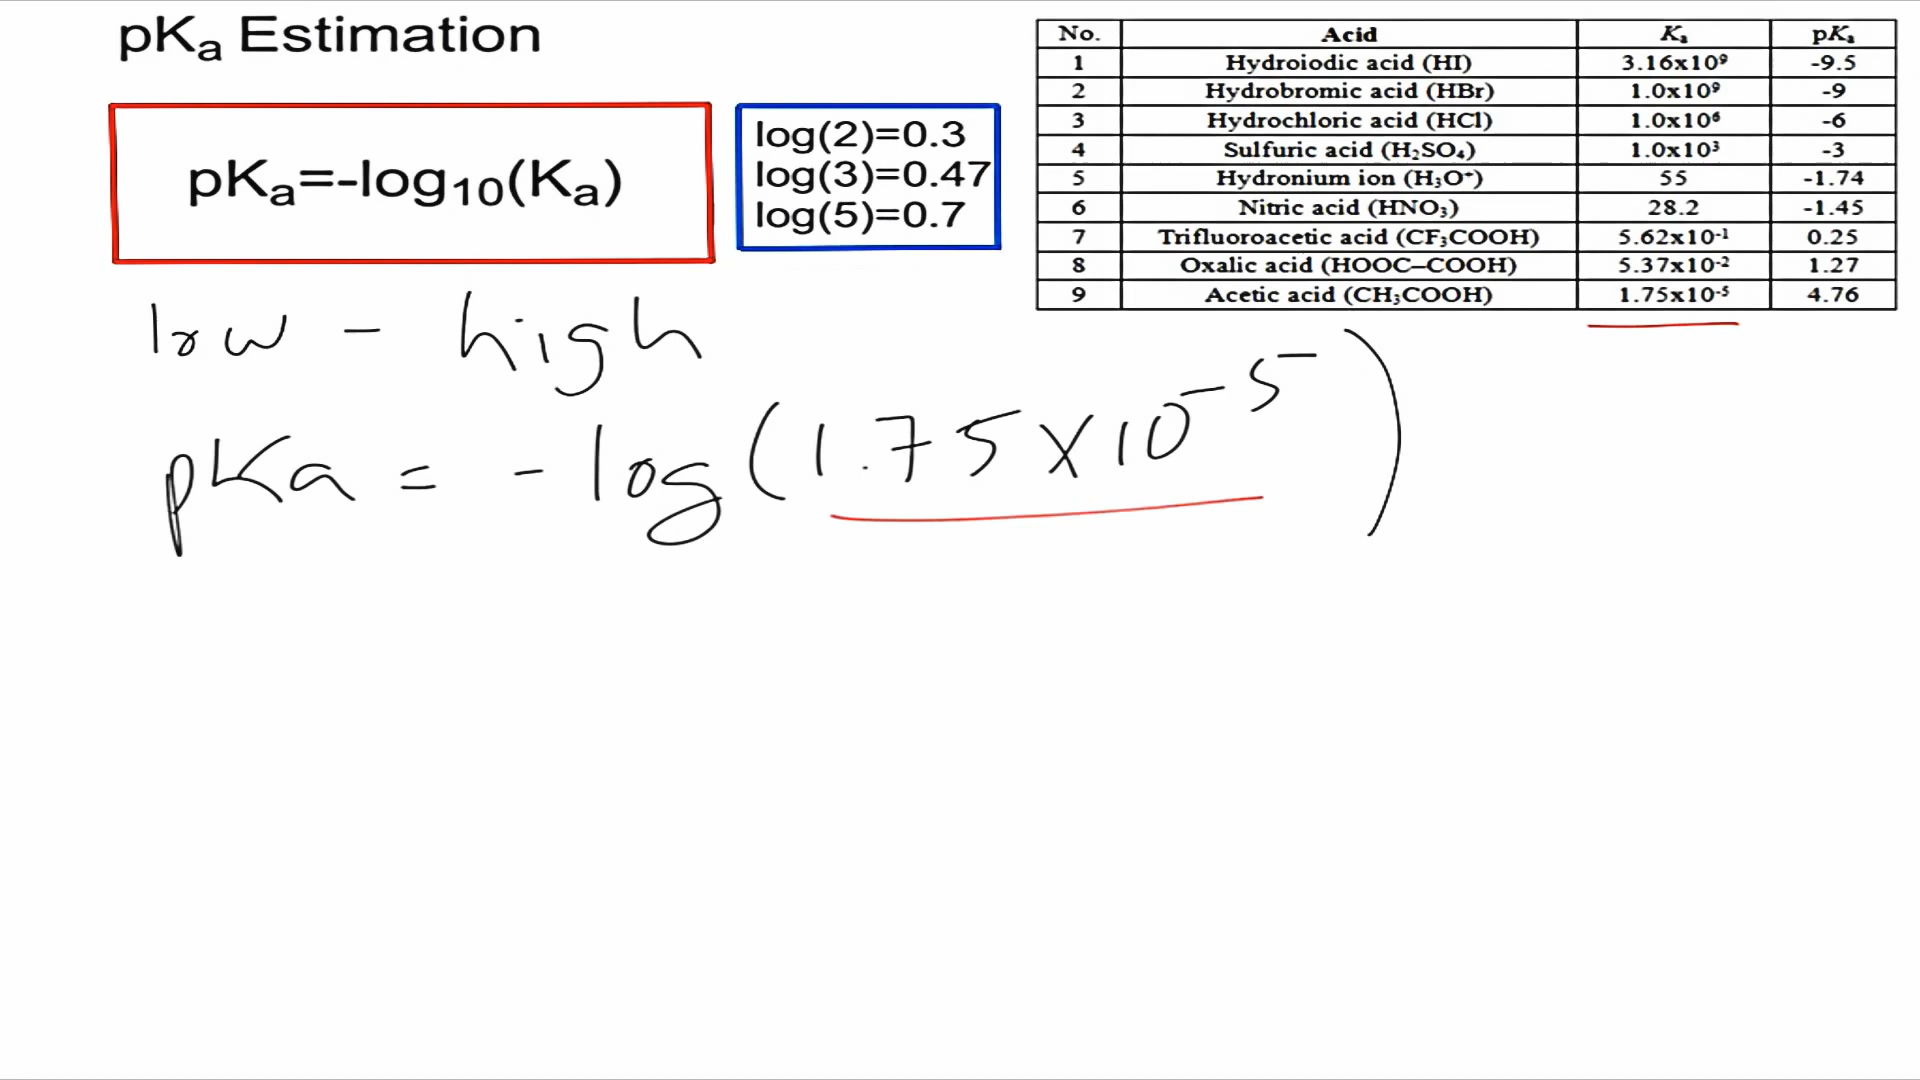 pKₐ Estimation
pKₐ=-log₁₀(Kₐ)
log(2)=0.3
log(3)=0.47
log(5)=0.7
No. Acid Kₐ pKₐ
1 Hydroiodic acid (HI) 3.16x10⁹ -9.5
2 Hydrobromic acid (HBr) 1.0x10⁹ -9
3 Hydrochloric acid (HCl) 1.0x10⁶ -6
4 Sulfuric acid (H₂SO₄) 1.0x10³ -3
5 Hydronium ion (H₃O⁺) 55 -1.74
6 Nitric acid (HNO₃) 28.2 -1.45
7 Trifluoroacetic acid (CF₃COOH) 5.62x10⁻¹ 0.25
8 Oxalic acid (HOOC–COOH) 5.37x10⁻² 1.27
9 Acetic acid (CH₃COOH) 1.75x10⁻⁵ 4.76
low - high
pKa = - log(1.75×10⁻⁵)